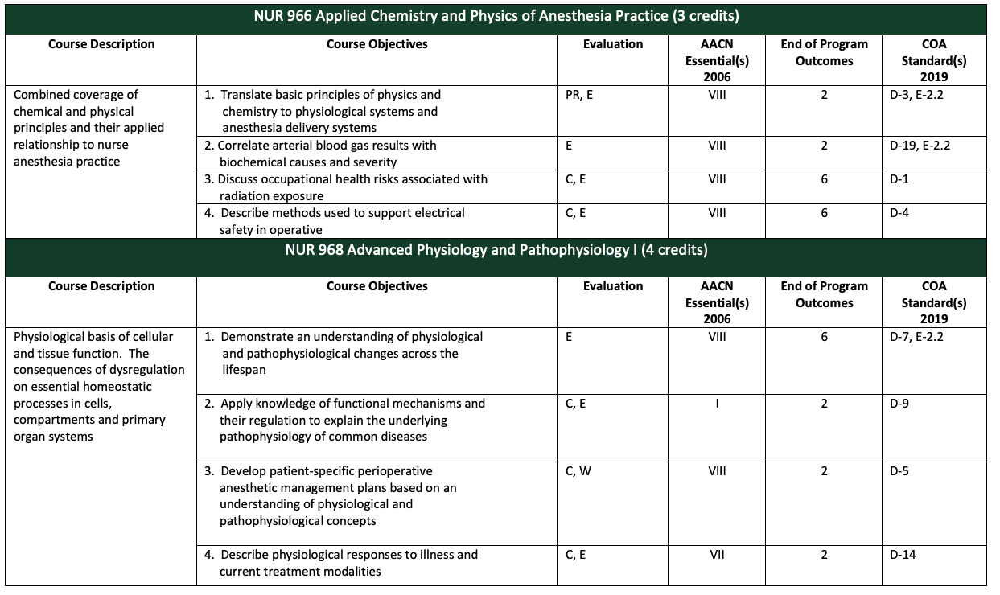 NUR 966 Applied Chemistry and Physics of Anesthesia Practice (3 credits)
Course Description
Course Objectives
Evaluation
AACN
Essential(s)
2006
End of Program
Outcomes
COA
Standard(s)
2019
Combined coverage of
chemical and physical
principles and their applied
relationship to nurse
anesthesia practice
1. Translate basic principles of physics and
chemistry to physiological systems and
anesthesia delivery systems
PR, E
VIII
2
D-3, E-2.2
2. Correlate arterial blood gas results with
biochemical causes and severity
E
VIII
2
D-19, E-2.2
3. Discuss occupational health risks associated with
radiation exposure
C, E
VIII
6
D-1
4. Describe methods used to support electrical
safety in operative
C, E
VIII
6
D-4
NUR 968 Advanced Physiology and Pathophysiology I (4 credits)
Course Description
Course Objectives
Evaluation
AACN
Essential(s)
2006
End of Program
Outcomes
COA
Standard(s)
2019
Physiological basis of cellular
and tissue function. The
consequences of dysregulation
on essential homeostatic
processes in cells,
compartments and primary
organ systems
1. Demonstrate an understanding of physiological
and pathophysiological changes across the
lifespan
E
VIII
6
D-7, E-2.2
2. Apply knowledge of functional mechanisms and
their regulation to explain the underlying
pathophysiology of common diseases
C, E
I
2
D-9
3. Develop patient-specific perioperative
anesthetic management plans based on an
understanding of physiological and
pathophysiological concepts
C, W
VIII
2
D-5
4. Describe physiological responses to illness and
current treatment modalities
C, E
VII
2
D-14